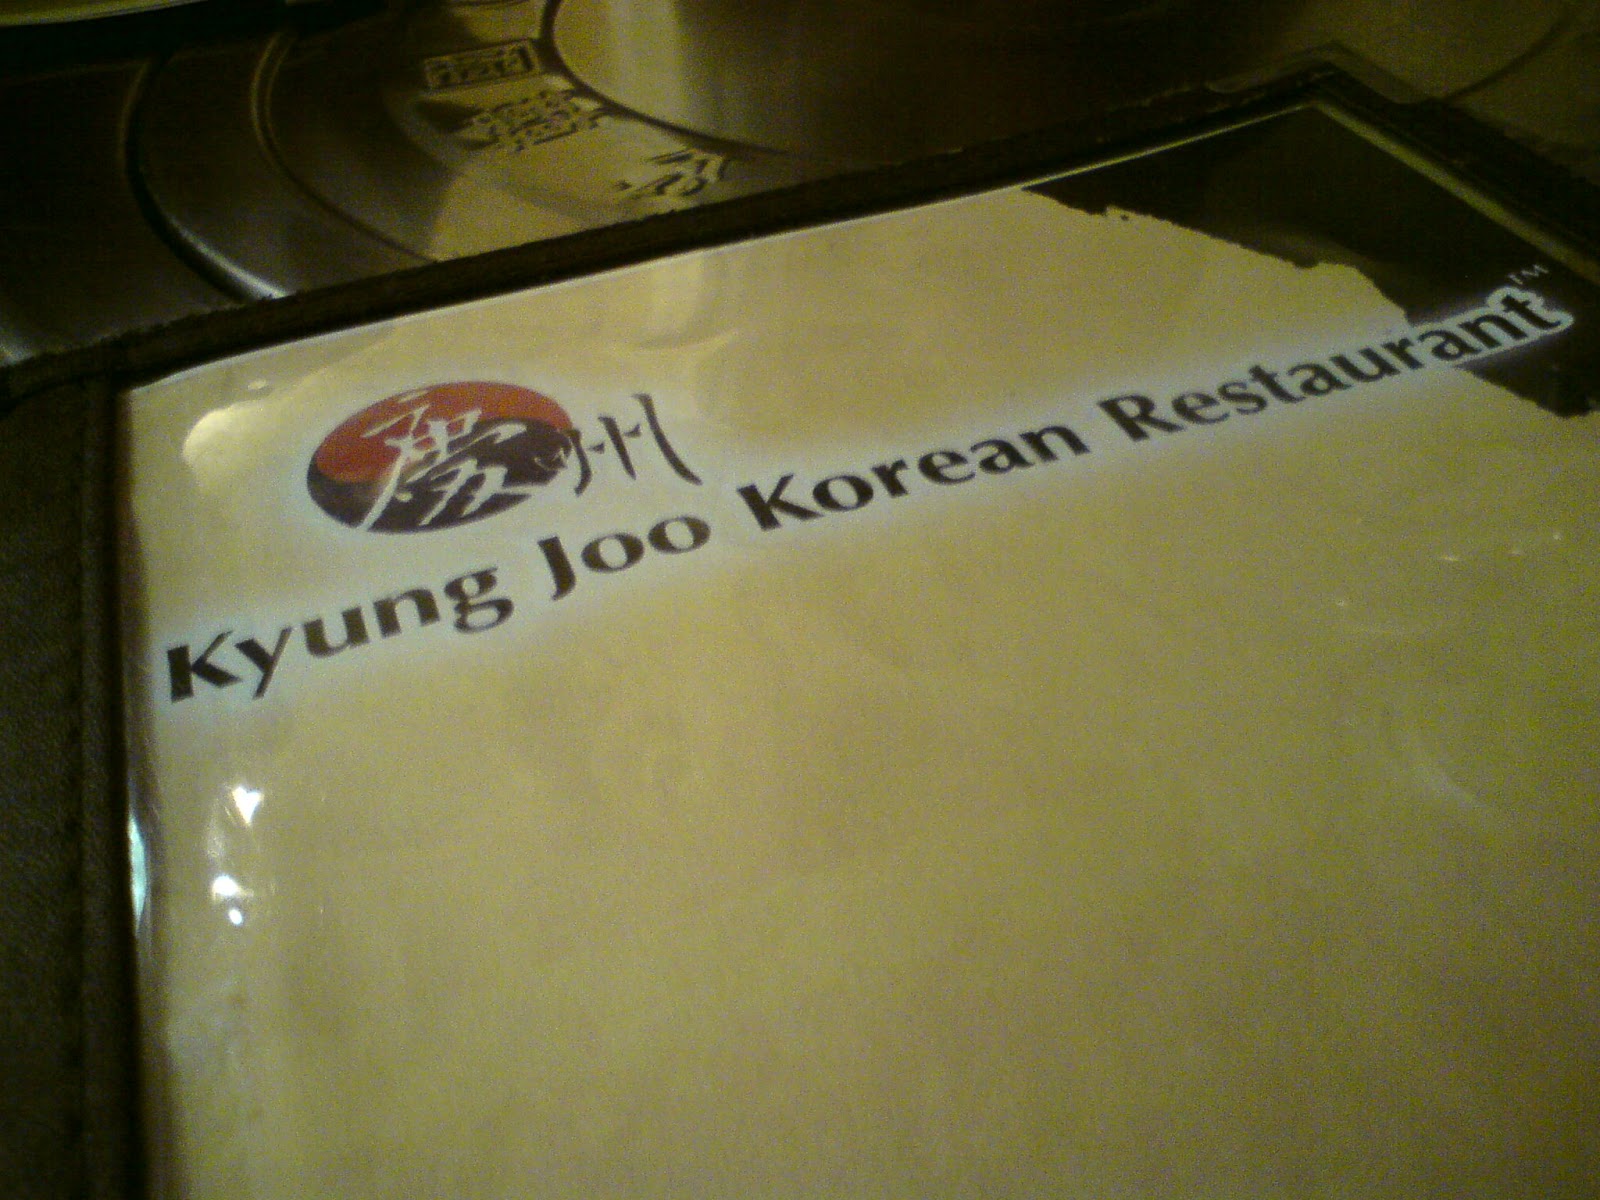 慶州
Kyung Joo Korean Restaurant™